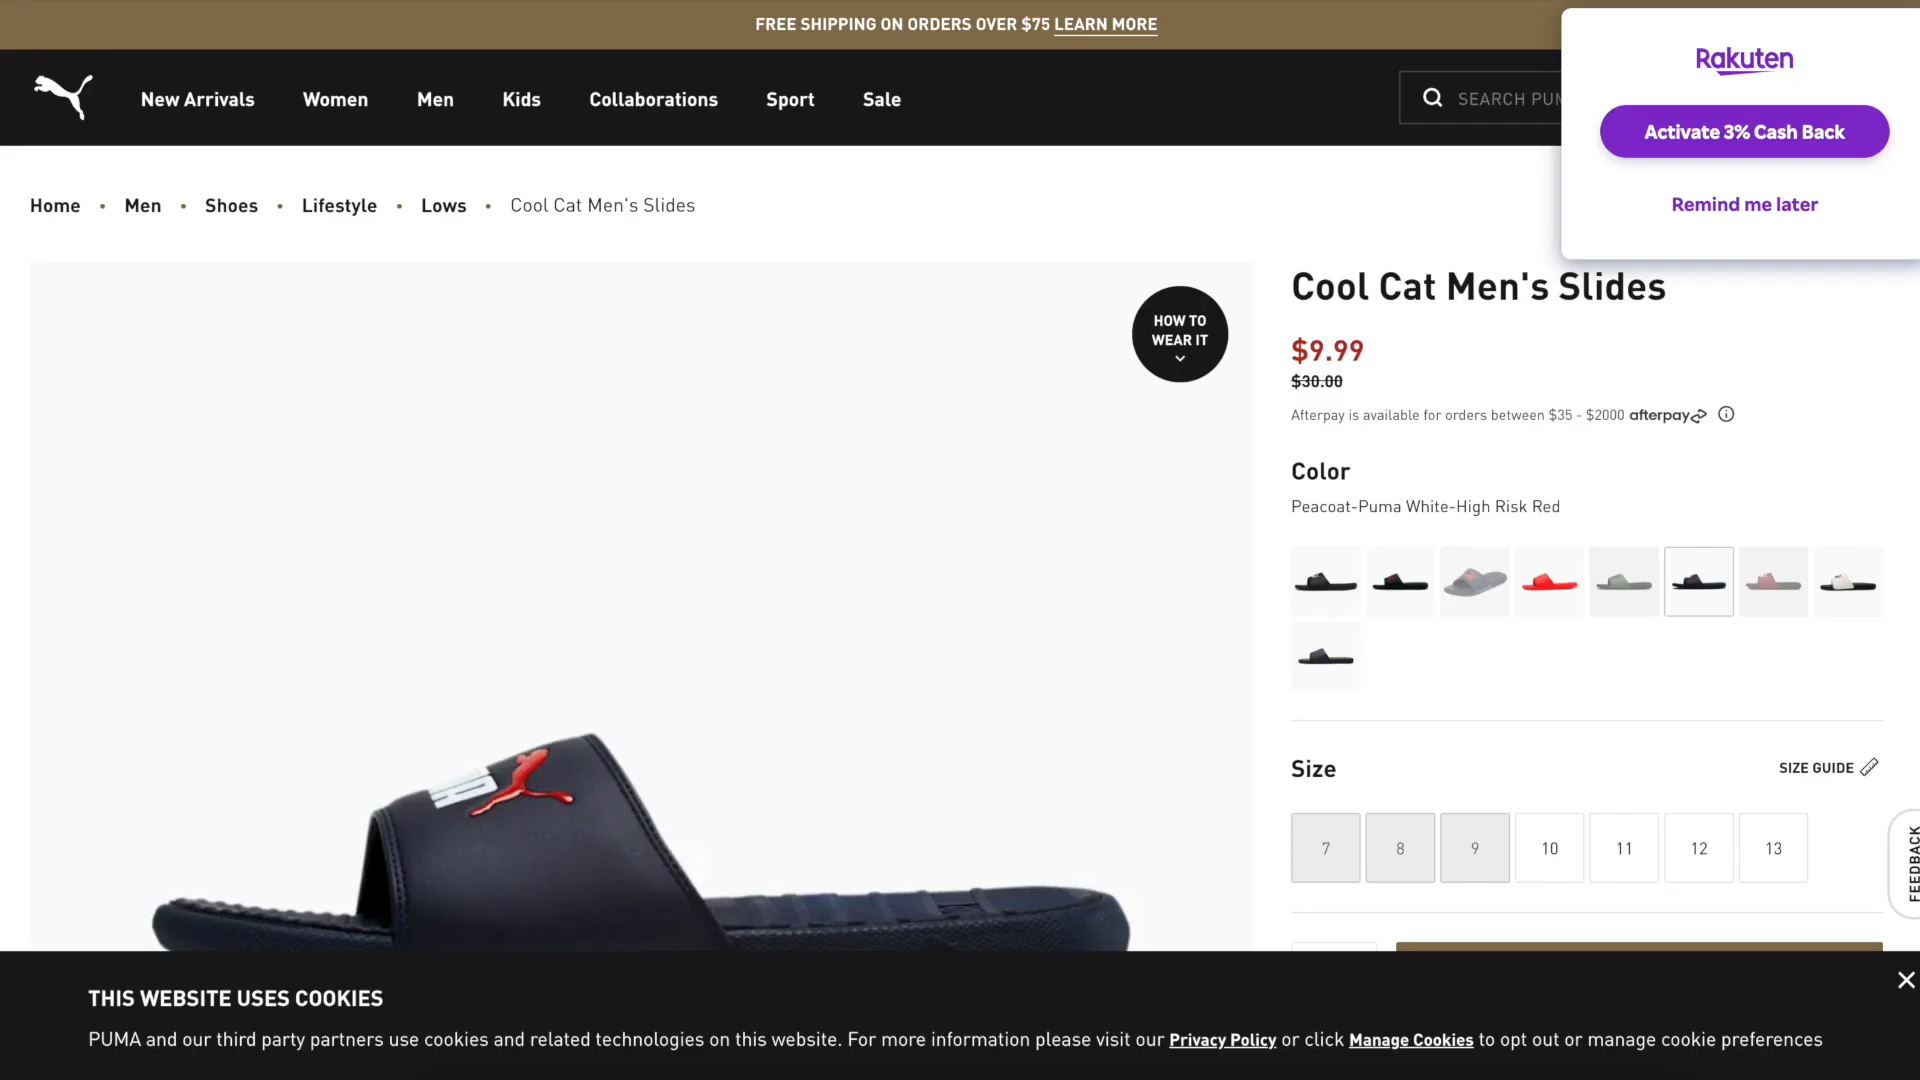 FREE SHIPPING ON ORDERS OVER $75 LEARN MORE
Rakuten
Activate 3% Cash Back
Remind me later
New Arrivals
Women
Men
Kids
Collaborations
Sport
Sale
SEARCH PUM
Home • Men • Shoes • Lifestyle • Lows • Cool Cat Men's Slides
HOW TO
WEAR IT
Cool Cat Men's Slides
$9.99
$30.00
Afterpay is available for orders between $35 - $2000 afterpay
Color
Peacoat-Puma White-High Risk Red
Size
SIZE GUIDE
7
8
9
10
11
12
13
FEEDBACK
THIS WEBSITE USES COOKIES
PUMA and our third party partners use cookies and related technologies on this website. For more information please visit our Privacy Policy or click Manage Cookies to opt out or manage cookie preferences